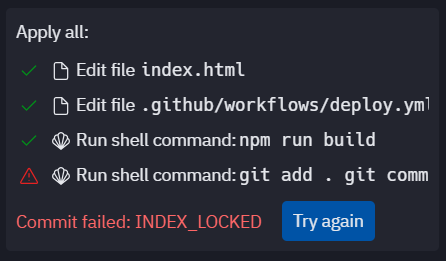 Apply all:
Edit file index.html
Edit file .github/workflows/deploy.yml
Run shell command: npm run build
Run shell command: git add . git comm
Commit failed: INDEX_LOCKED Try again